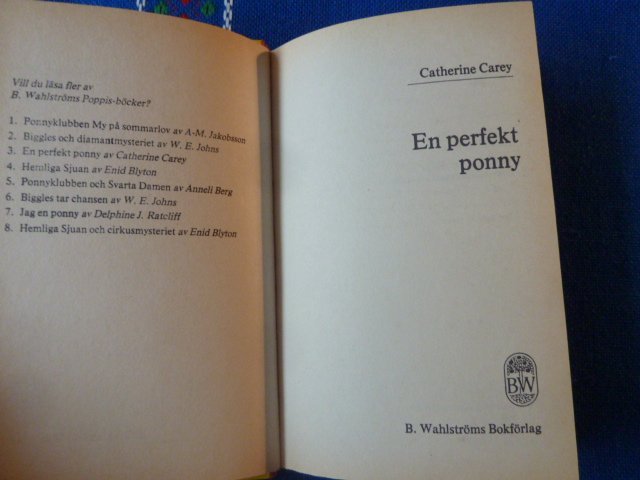 Vill du läsa fler av
B. Wahlströms Poppis-böcker?
1. Ponnyklubben My på sommarlov av A-M. Jakobsson
2. Biggles och diamantmysteriet av W. E. Johns
3. En perfekt ponny av Catherine Carey
4. Hemliga Sjuan av Enid Blyton
5. Ponnyklubben och Svarta Damen av Anneli Berg
6. Biggles tar chansen av W. E. Johns
7. Jag en ponny av Delphine J. Ratcliff
8. Hemliga Sjuan och cirkusmysteriet av Enid Blyton
Catherine Carey
En perfekt
ponny
BW
B. Wahlströms Bokförlag